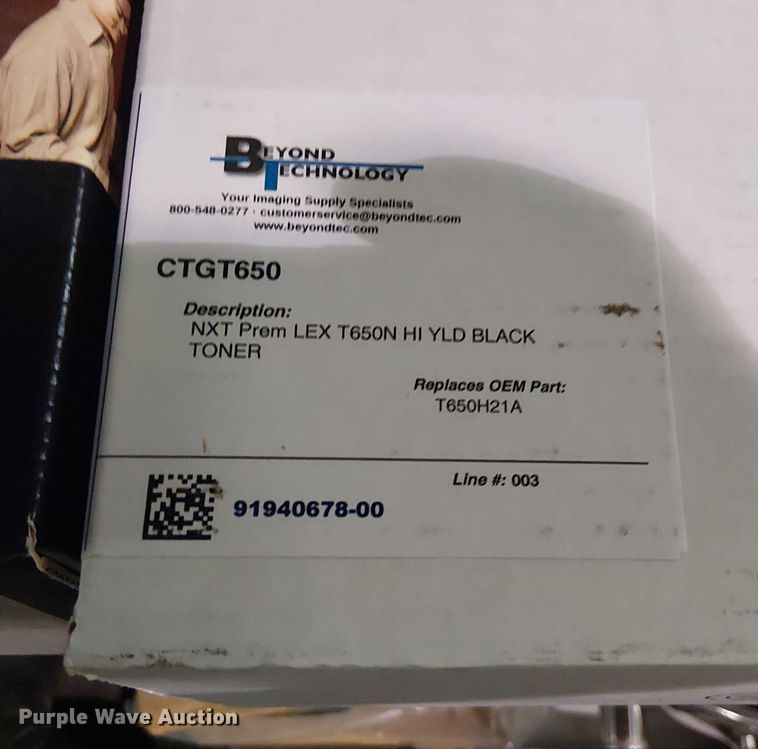 BEYOND
TECHNOLOGY
Your Imaging Supply Specialists
800-548-0277 · customerservice@beyondtec.com
www.beyondtec.com
CTGT650
Description:
NXT Prem LEX T650N HI YLD BLACK
TONER
Replaces OEM Part:
T650H21A
Line #: 003
91940678-00
Purple Wave Auction